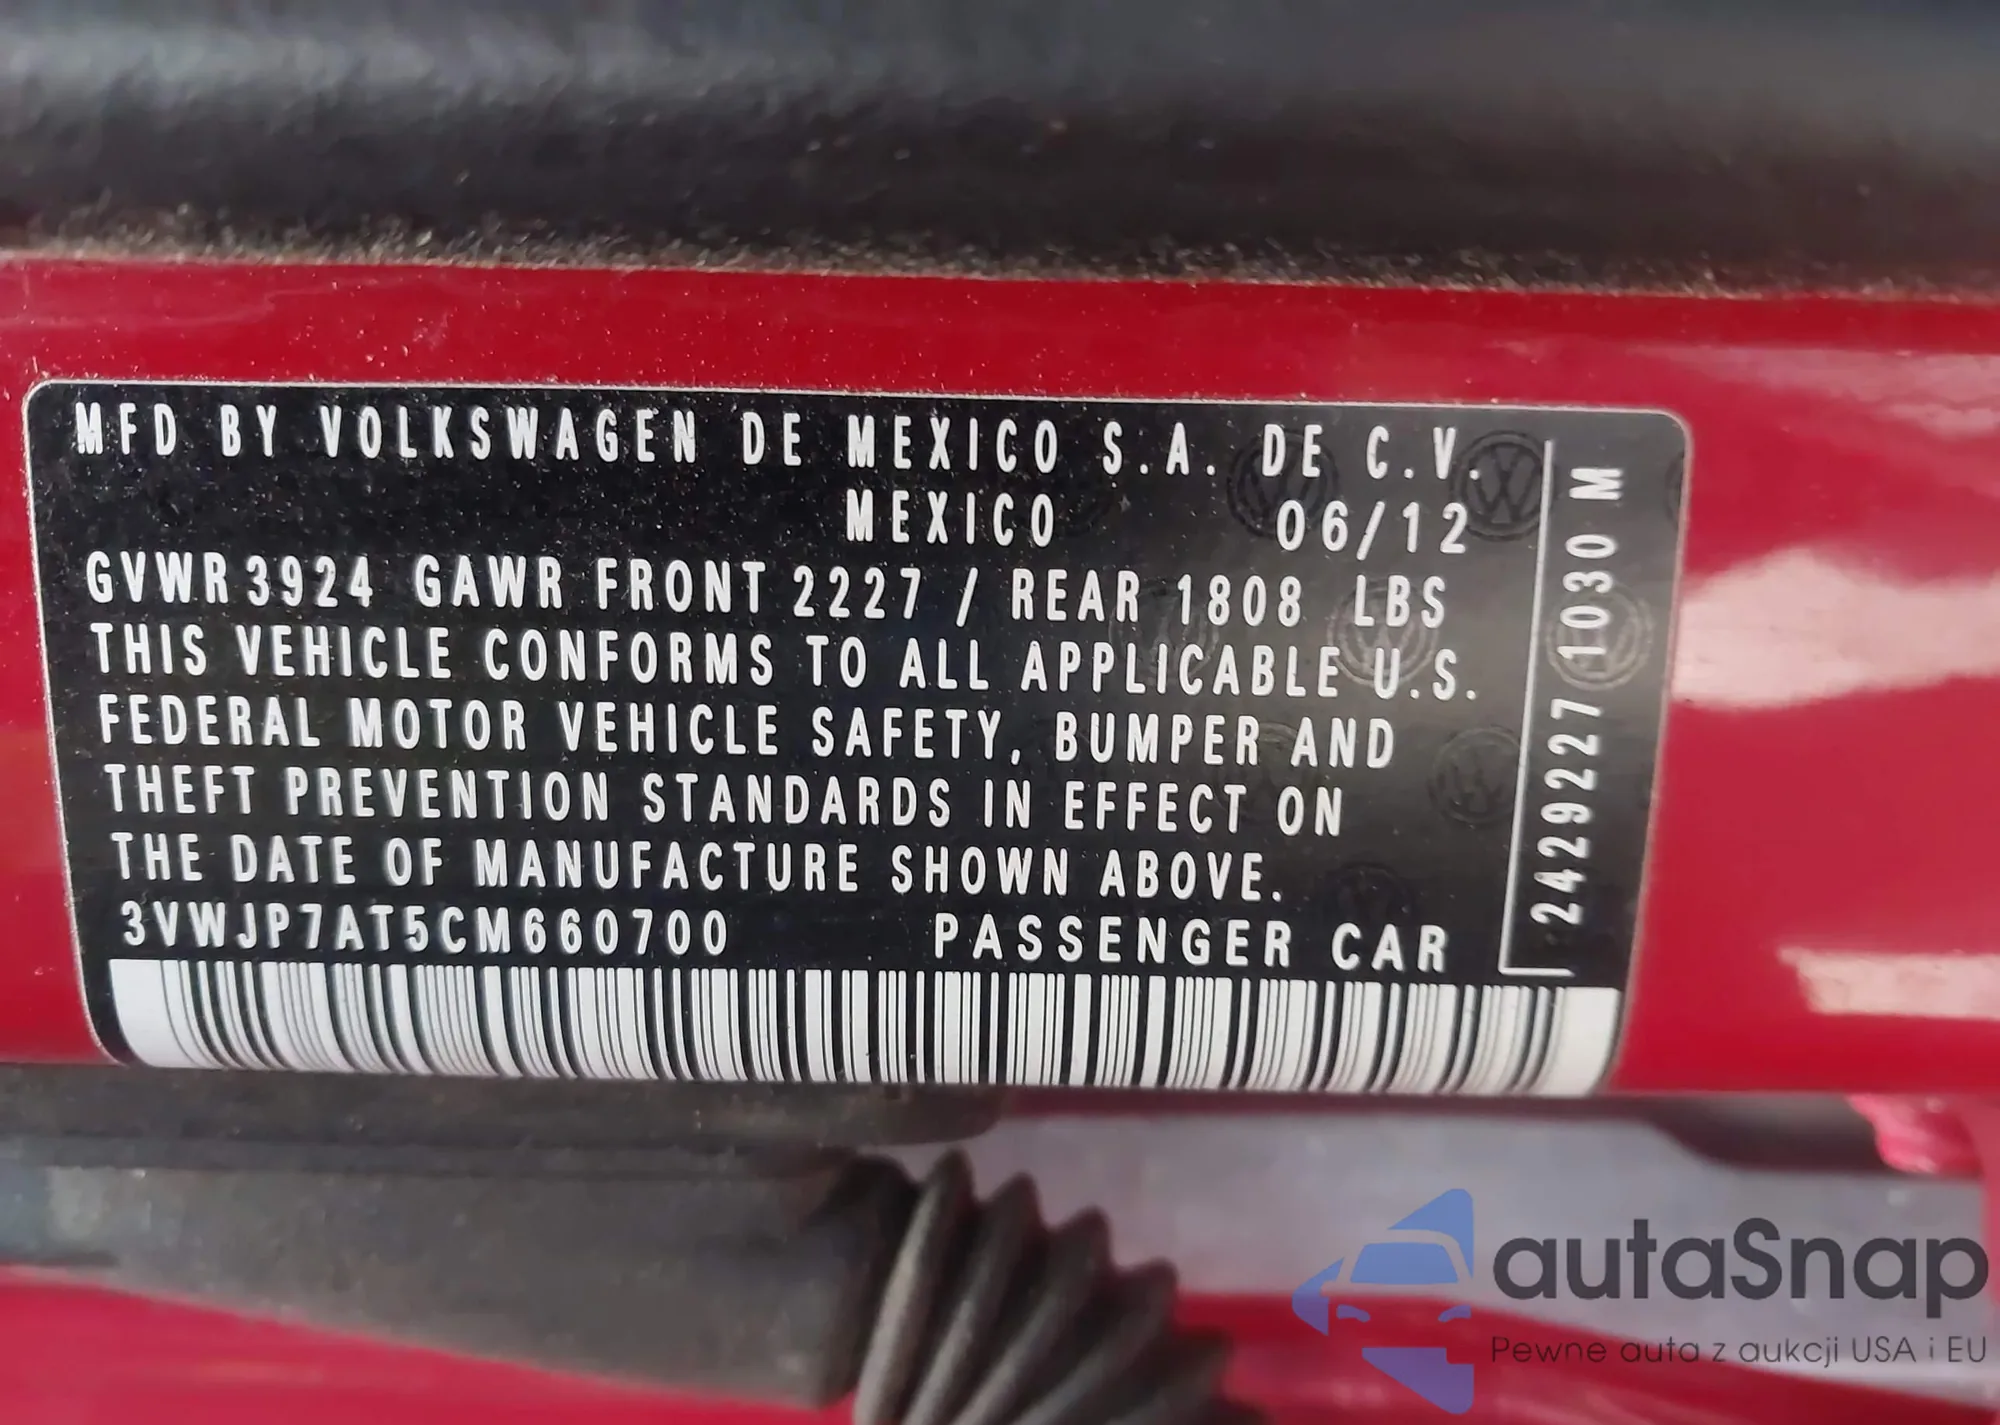 MFD BY VOLKSWAGEN DE MEXICO S.A. DE C.V.
MEXICO 06/12
GVWR 3924 GAWR FRONT 2227 / REAR 1808 LBS
THIS VEHICLE CONFORMS TO ALL APPLICABLE U.S.
FEDERAL MOTOR VEHICLE SAFETY, BUMPER AND
THEFT PREVENTION STANDARDS IN EFFECT ON
THE DATE OF MANUFACTURE SHOWN ABOVE.
3VWJP7AT5CM660700 PASSENGER CAR
2429227 1030 M
autaSnap
Pewne auta z aukcji USA i EU